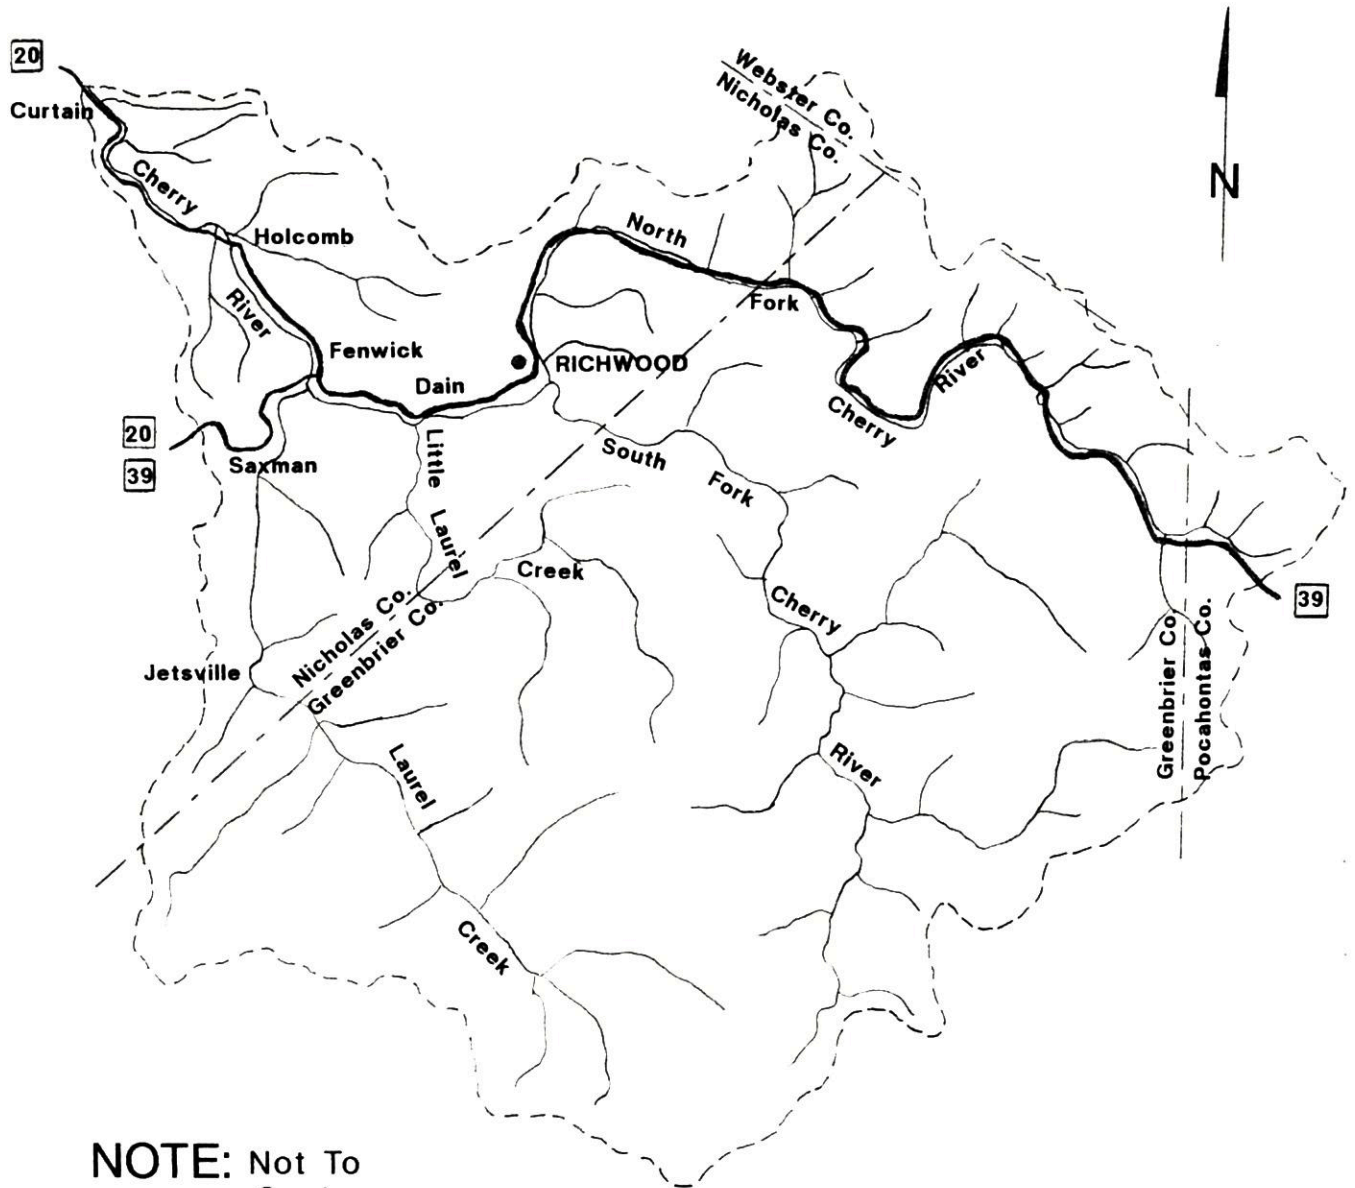 20
Curtain
Webster Co.
Nicholas Co.
N
Cherry
Holcomb
River
North
Fork
Fenwick
Dain
RICHWOOD
River
Cherry
20
39
Saxman
Little
Laurel
Creek
South
Fork
Cherry
River
39
Nicholas Co.
Greenbrier Co.
Jetsville
Greenbrier Co.
Pocahontas Co.
Laurel
Creek
NOTE: Not To